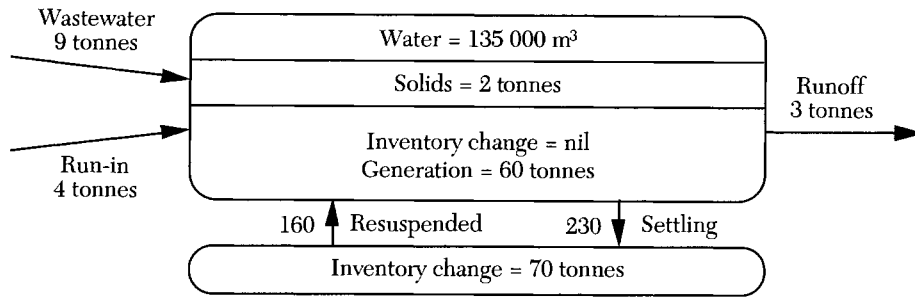 Wastewater
9 tonnes
Water = 135 000 m³
Solids = 2 tonnes
Runoff
3 tonnes
Inventory change = nil
Generation = 60 tonnes
Run-in
4 tonnes
160 Resuspended
230 Settling
Inventory change = 70 tonnes